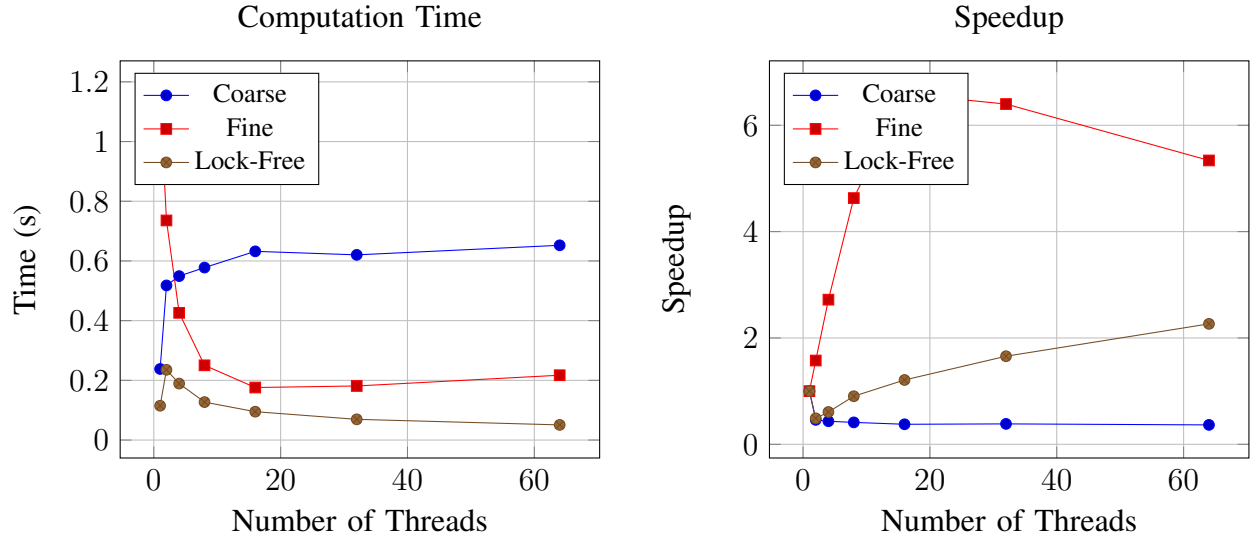 Computation Time
1.2
1
0.8
0.6
0.4
0.2
0
Time (s)
Coarse
Fine
Lock-Free
0 20 40 60
Number of Threads
Speedup
6
4
2
0
Speedup
Coarse
Fine
Lock-Free
0 20 40 60
Number of Threads